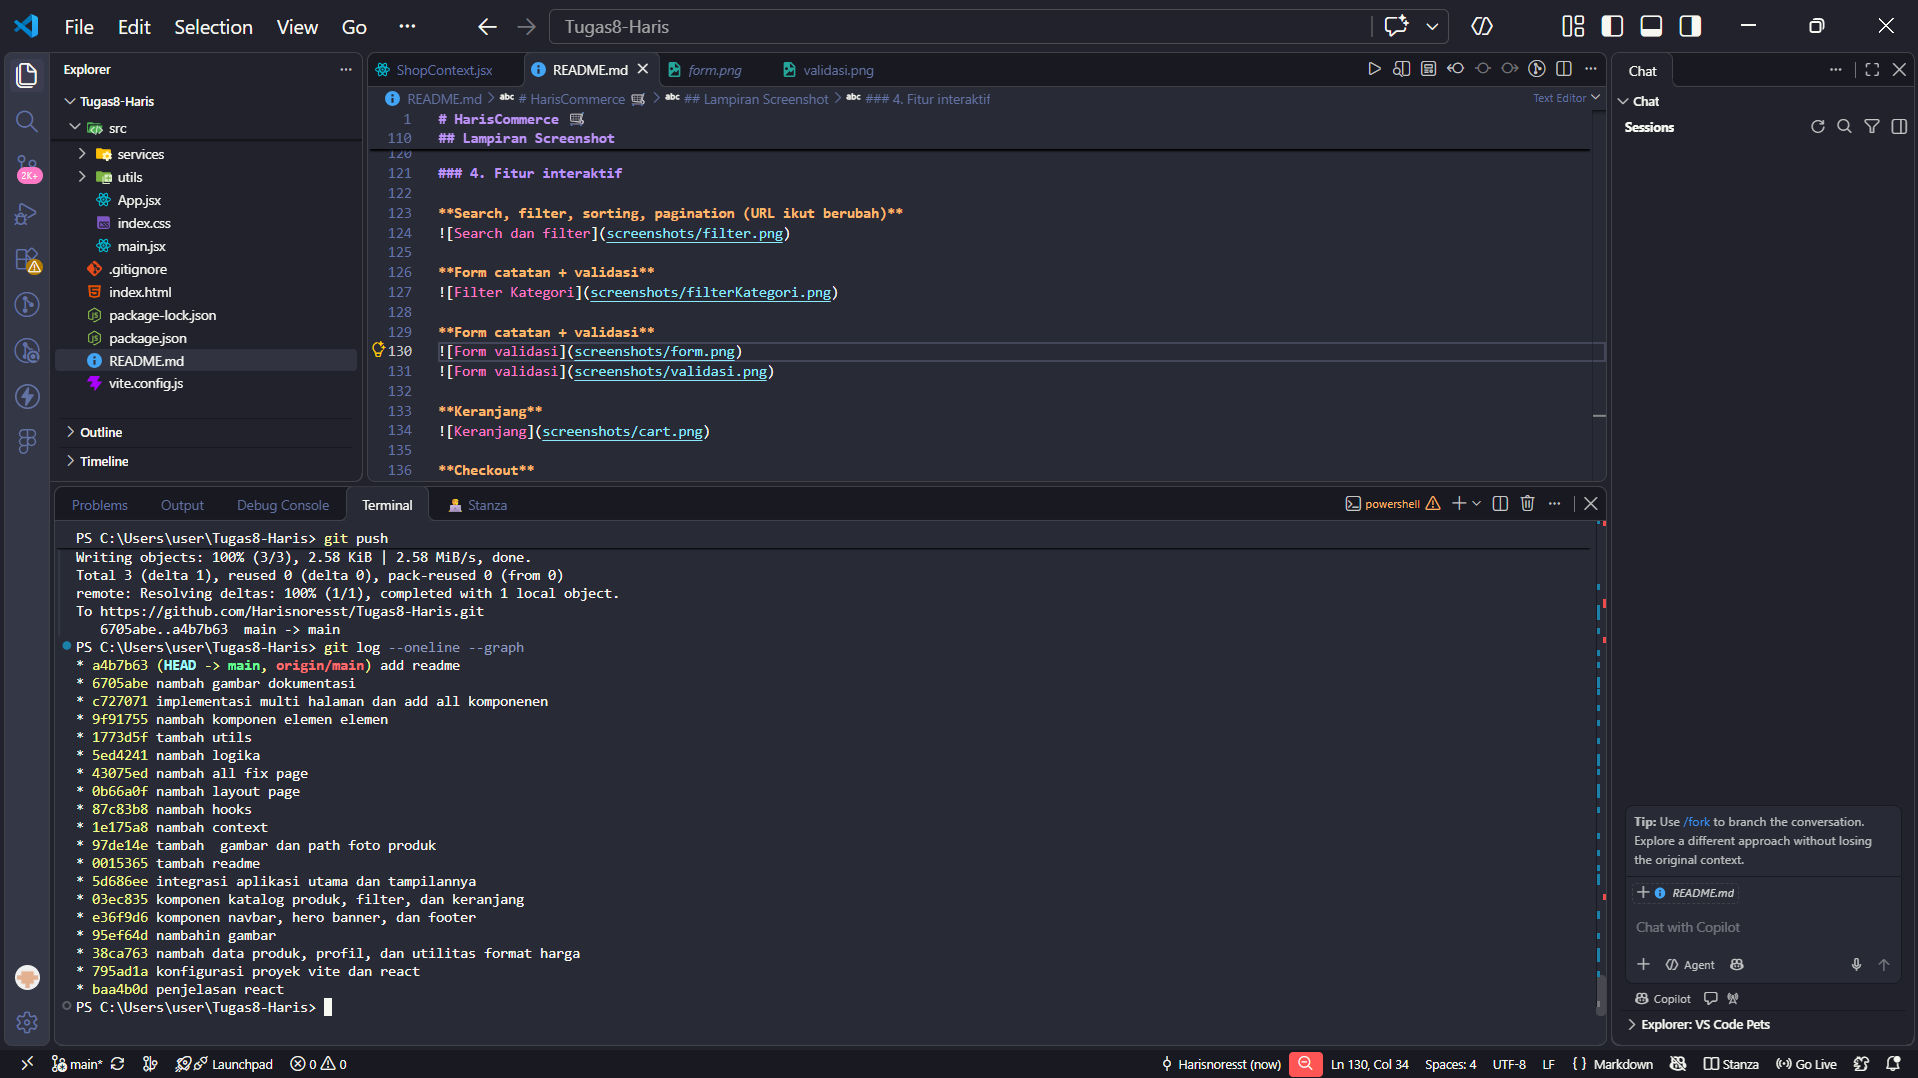 File Edit Selection View Go ···
Tugas8-Haris
Explorer
Tugas8-Haris
src
services
utils
App.jsx
index.css
main.jsx
.gitignore
index.html
package-lock.json
package.json
README.md
vite.config.js
Outline
Timeline
2K+
ShopContext.jsx
README.md
form.png
validasi.png
README.md > # HarisCommerce 🛒 > ## Lampiran Screenshot > ### 4. Fitur interaktif
Text Editor
1 # HarisCommerce 🛒
110 ## Lampiran Screenshot
120
121 ### 4. Fitur interaktif
122
123 **Search, filter, sorting, pagination (URL ikut berubah)**
124 ![Search dan filter](screenshots/filter.png)
125
126 **Form catatan + validasi**
127 ![Filter Kategori](screenshots/filterKategori.png)
128
129 **Form catatan + validasi**
130 ![Form validasi](screenshots/form.png)
131 ![Form validasi](screenshots/validasi.png)
132
133 **Keranjang**
134 ![Keranjang](screenshots/cart.png)
135
136 **Checkout**
Problems Output Debug Console Terminal Stanza
powershell
PS C:\Users\user\Tugas8-Haris> git push
Writing objects: 100% (3/3), 2.58 KiB | 2.58 MiB/s, done.
Total 3 (delta 1), reused 0 (delta 0), pack-reused 0 (from 0)
remote: Resolving deltas: 100% (1/1), completed with 1 local object.
To https://github.com/Harisnoresst/Tugas8-Haris.git
6705abe..a4b7b63  main -> main
PS C:\Users\user\Tugas8-Haris> git log --oneline --graph
* a4b7b63 (HEAD -> main, origin/main) add readme
* 6705abe nambah gambar dokumentasi
* c727071 implementasi multi halaman dan add all komponenen
* 9f91755 nambah komponen elemen elemen
* 1773d5f tambah utils
* 5ed4241 nambah logika
* 43075ed nambah all fix page
* 0b66a0f nambah layout page
* 87c83b8 nambah hooks
* 1e175a8 nambah context
* 97de14e tambah  gambar dan path foto produk
* 0015365 tambah readme
* 5d686ee integrasi aplikasi utama dan tampilannya
* 03ec835 komponen katalog produk, filter, dan keranjang
* e36f9d6 komponen navbar, hero banner, dan footer
* 95ef64d nambahin gambar
* 38ca763 nambah data produk, profil, dan utilitas format harga
* 795ad1a konfigurasi proyek vite dan react
* baa4b0d penjelasan react
PS C:\Users\user\Tugas8-Haris>
Chat
Chat
Sessions
Tip: Use /fork to branch the conversation.
Explore a different approach without losing
the original context.
README.md
Chat with Copilot
Agent
Copilot
Explorer: VS Code Pets
main* Launchpad 0 0 Harisnoresst (now) Ln 130, Col 34 Spaces: 4 UTF-8 LF { } Markdown Stanza Go Live